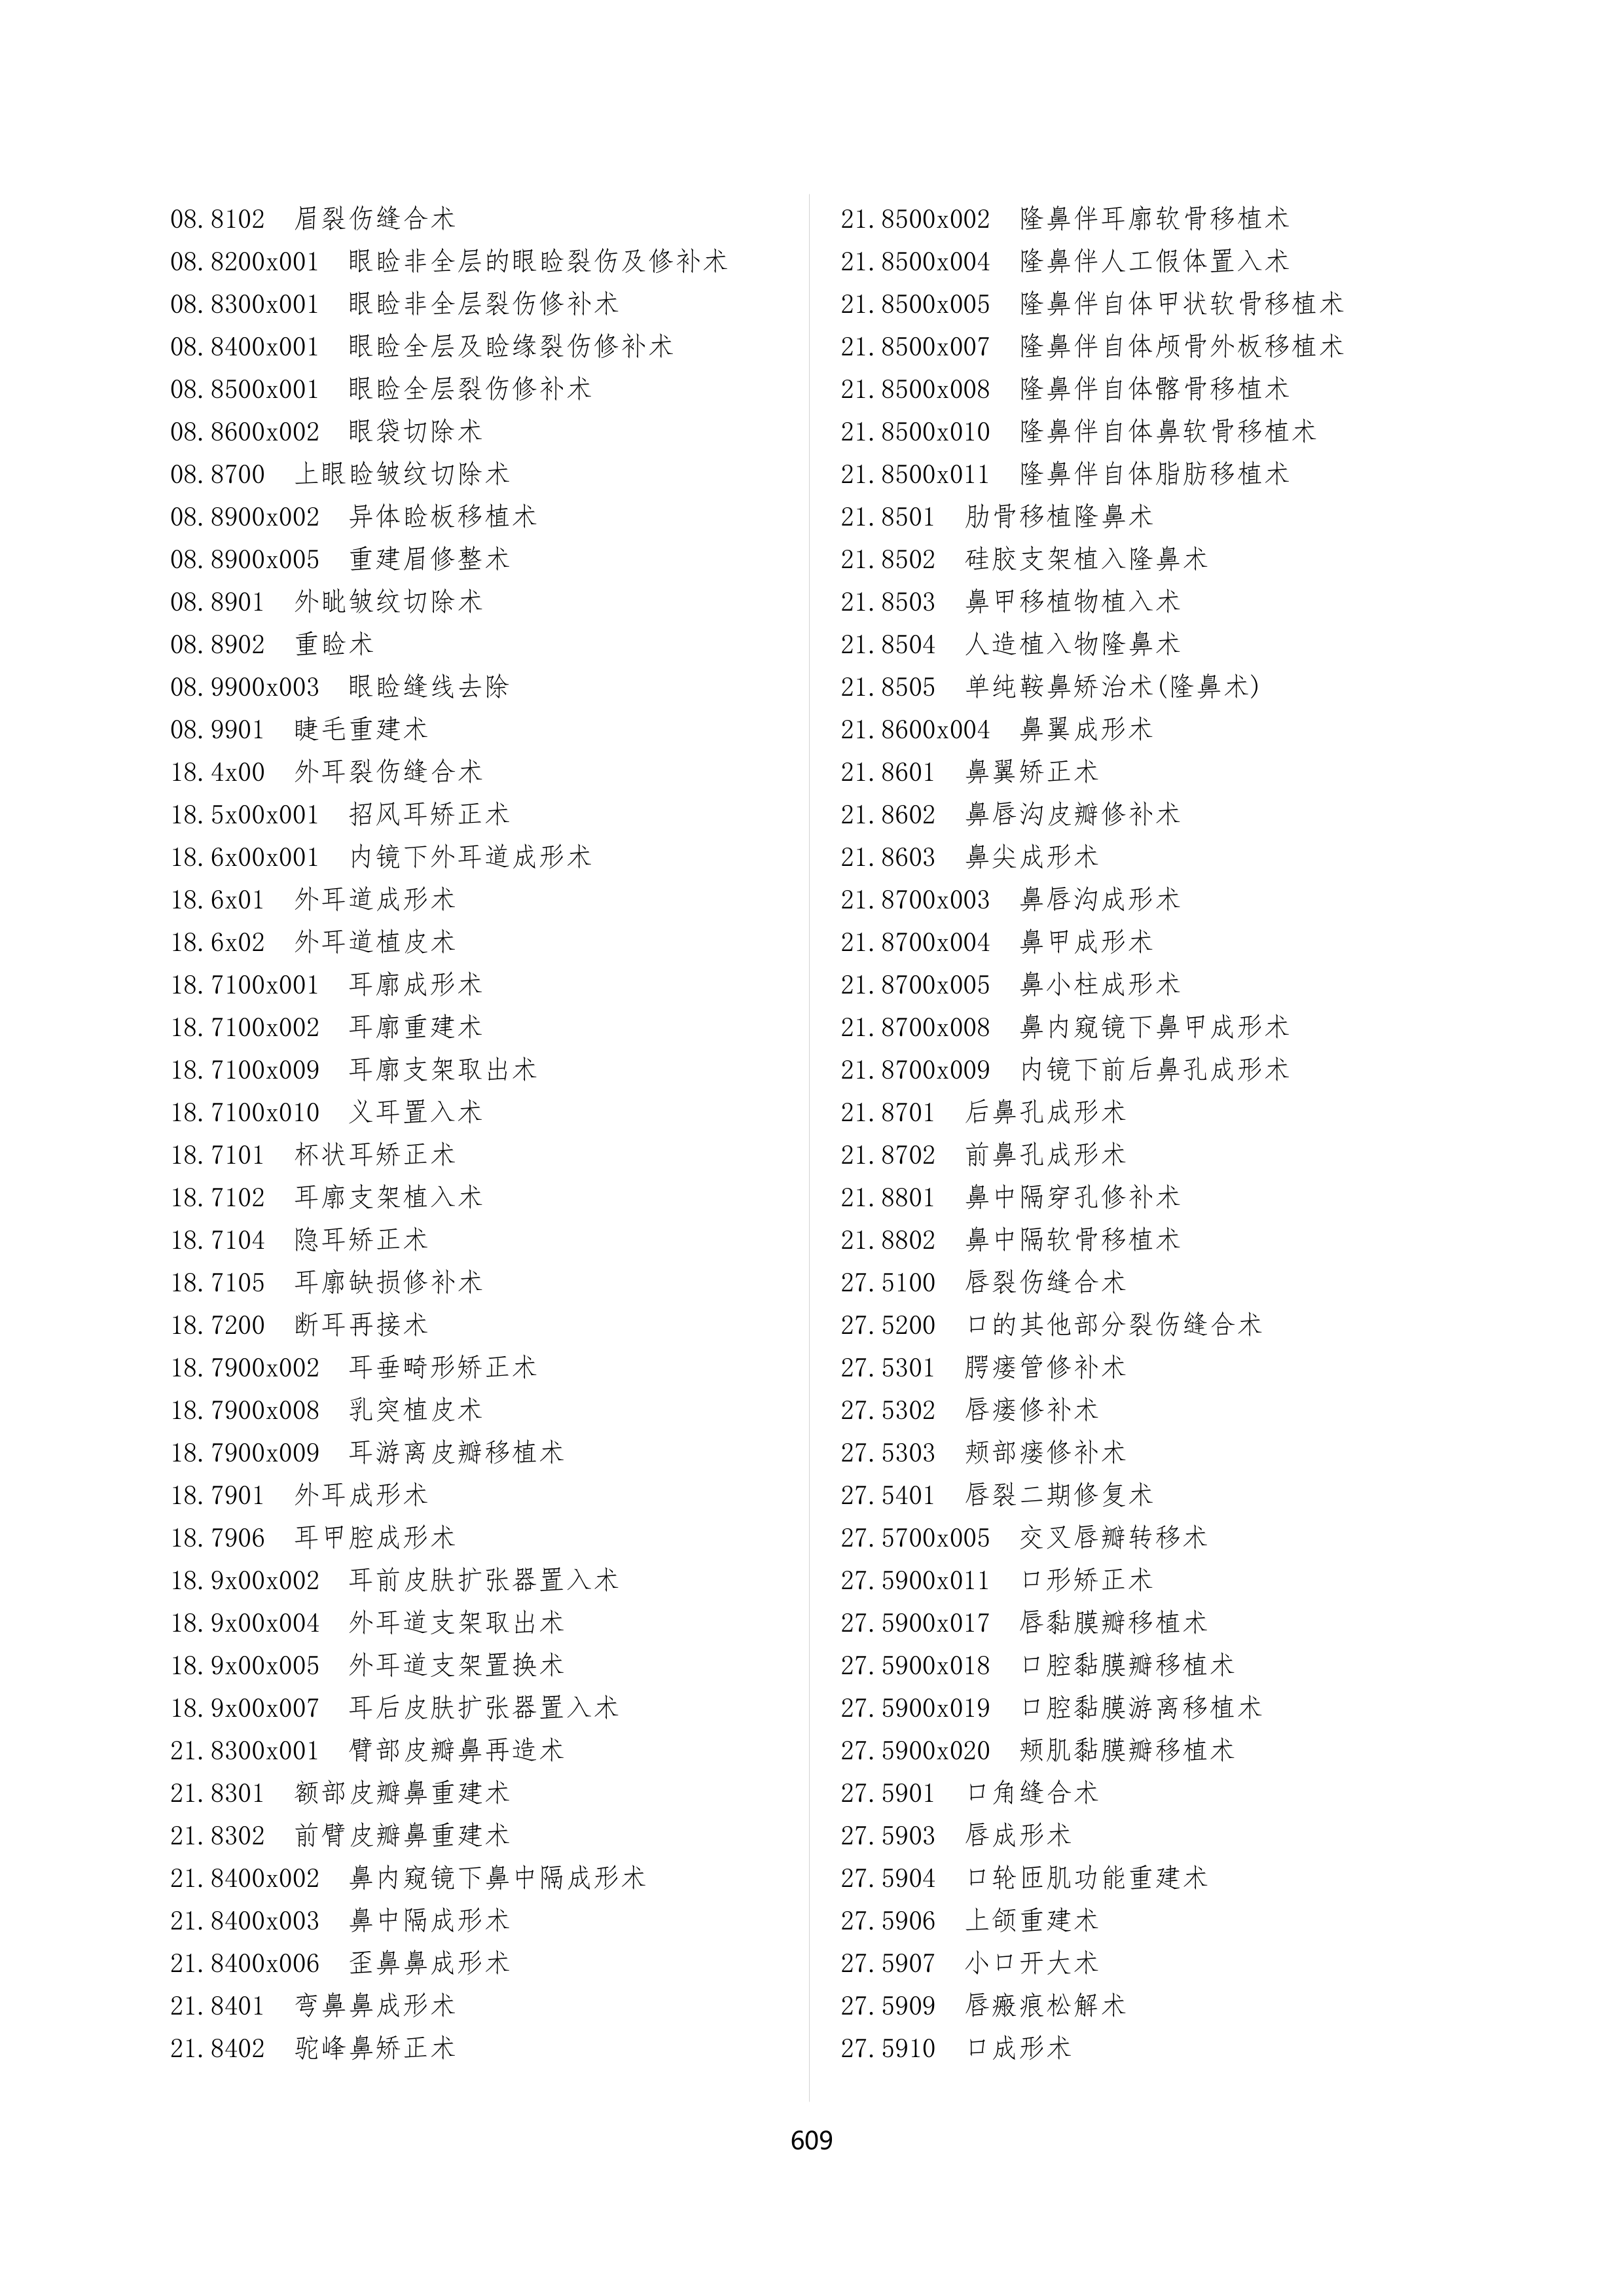 08.8102 眉裂伤缝合术
08.8200x001 眼睑非全层的眼睑裂伤及修补术
08.8300x001 眼睑非全层裂伤修补术
08.8400x001 眼睑全层及睑缘裂伤修补术
08.8500x001 眼睑全层裂伤修补术
08.8600x002 眼袋切除术
08.8700 上眼睑皱纹切除术
08.8900x002 异体睑板移植术
08.8900x005 重建眉修整术
08.8901 外眦皱纹切除术
08.8902 重睑术
08.9900x003 眼睑缝线去除
08.9901 睫毛重建术
18.4x00 外耳裂伤缝合术
18.5x00x001 招风耳矫正术
18.6x00x001 内镜下外耳道成形术
18.6x01 外耳道成形术
18.6x02 外耳道植皮术
18.7100x001 耳廓成形术
18.7100x002 耳廓重建术
18.7100x009 耳廓支架取出术
18.7100x010 义耳置入术
18.7101 杯状耳矫正术
18.7102 耳廓支架植入术
18.7104 隐耳矫正术
18.7105 耳廓缺损修补术
18.7200 断耳再接术
18.7900x002 耳垂畸形矫正术
18.7900x008 乳突植皮术
18.7900x009 耳游离皮瓣移植术
18.7901 外耳成形术
18.7906 耳甲腔成形术
18.9x00x002 耳前皮肤扩张器置入术
18.9x00x004 外耳道支架取出术
18.9x00x005 外耳道支架置换术
18.9x00x007 耳后皮肤扩张器置入术
21.8300x001 臂部皮瓣鼻再造术
21.8301 额部皮瓣鼻重建术
21.8302 前臂皮瓣鼻重建术
21.8400x002 鼻内窥镜下鼻中隔成形术
21.8400x003 鼻中隔成形术
21.8400x006 歪鼻鼻成形术
21.8401 弯鼻鼻成形术
21.8402 驼峰鼻矫正术
21.8500x002 隆鼻伴耳廓软骨移植术
21.8500x004 隆鼻伴人工假体置入术
21.8500x005 隆鼻伴自体甲状软骨移植术
21.8500x007 隆鼻伴自体颅骨外板移植术
21.8500x008 隆鼻伴自体髂骨移植术
21.8500x010 隆鼻伴自体鼻软骨移植术
21.8500x011 隆鼻伴自体脂肪移植术
21.8501 肋骨移植隆鼻术
21.8502 硅胶支架植入隆鼻术
21.8503 鼻甲移植物植入术
21.8504 人造植入物隆鼻术
21.8505 单纯鞍鼻矫治术(隆鼻术)
21.8600x004 鼻翼成形术
21.8601 鼻翼矫正术
21.8602 鼻唇沟皮瓣修补术
21.8603 鼻尖成形术
21.8700x003 鼻唇沟成形术
21.8700x004 鼻甲成形术
21.8700x005 鼻小柱成形术
21.8700x008 鼻内窥镜下鼻甲成形术
21.8700x009 内镜下前后鼻孔成形术
21.8701 后鼻孔成形术
21.8702 前鼻孔成形术
21.8801 鼻中隔穿孔修补术
21.8802 鼻中隔软骨移植术
27.5100 唇裂伤缝合术
27.5200 口的其他部分裂伤缝合术
27.5301 腭瘘管修补术
27.5302 唇瘘修补术
27.5303 颊部瘘修补术
27.5401 唇裂二期修复术
27.5700x005 交叉唇瓣转移术
27.5900x011 口形矫正术
27.5900x017 唇黏膜瓣移植术
27.5900x018 口腔黏膜瓣移植术
27.5900x019 口腔黏膜游离移植术
27.5900x020 颊肌黏膜瓣移植术
27.5901 口角缝合术
27.5903 唇成形术
27.5904 口轮匝肌功能重建术
27.5906 上颌重建术
27.5907 小口开大术
27.5909 唇瘢痕松解术
27.5910 口成形术
609